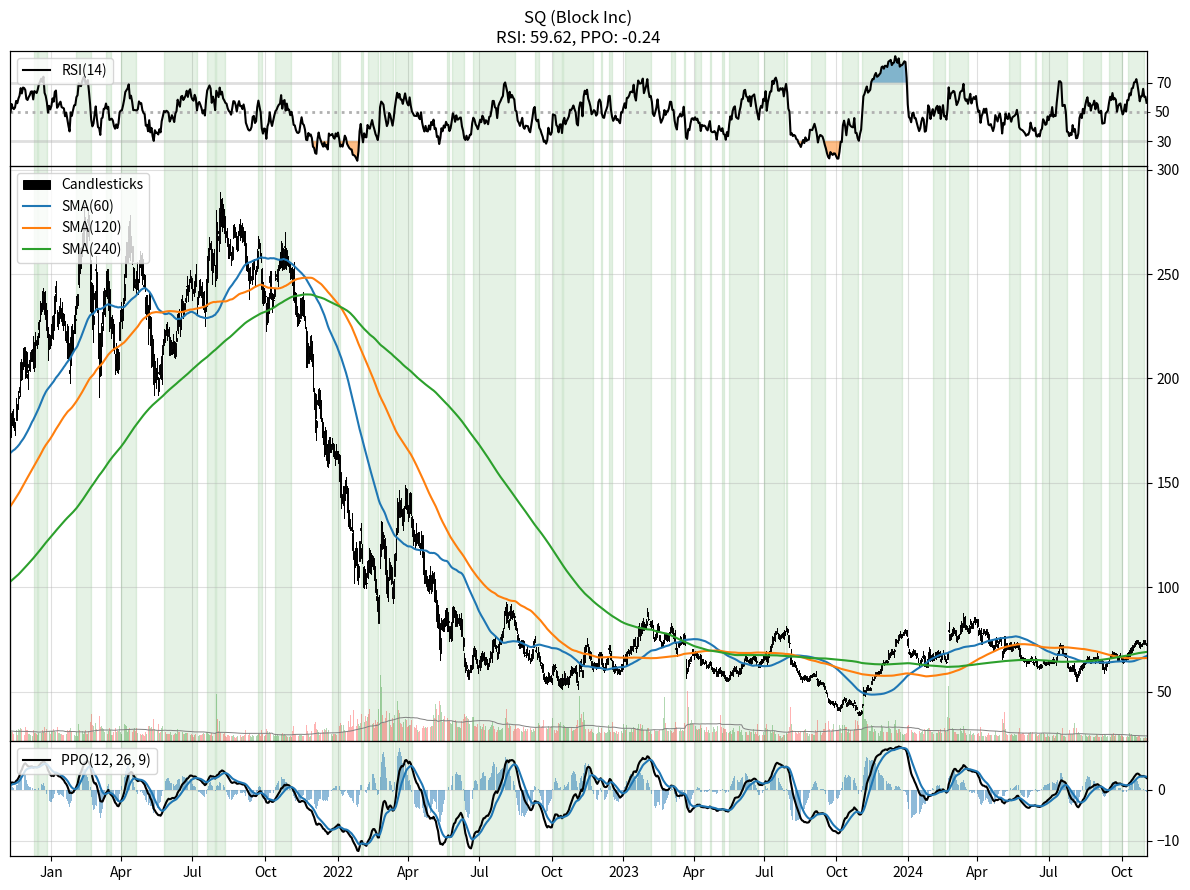 SQ (Block Inc)
RSI: 59.62, PPO: -0.24
RSI(14)
70
50
30
Candlesticks
SMA(60)
SMA(120)
SMA(240)
300
250
200
150
100
50
PPO(12, 26, 9)
0
−10
Jan Apr Jul Oct 2022 Apr Jul Oct 2023 Apr Jul Oct 2024 Apr Jul Oct